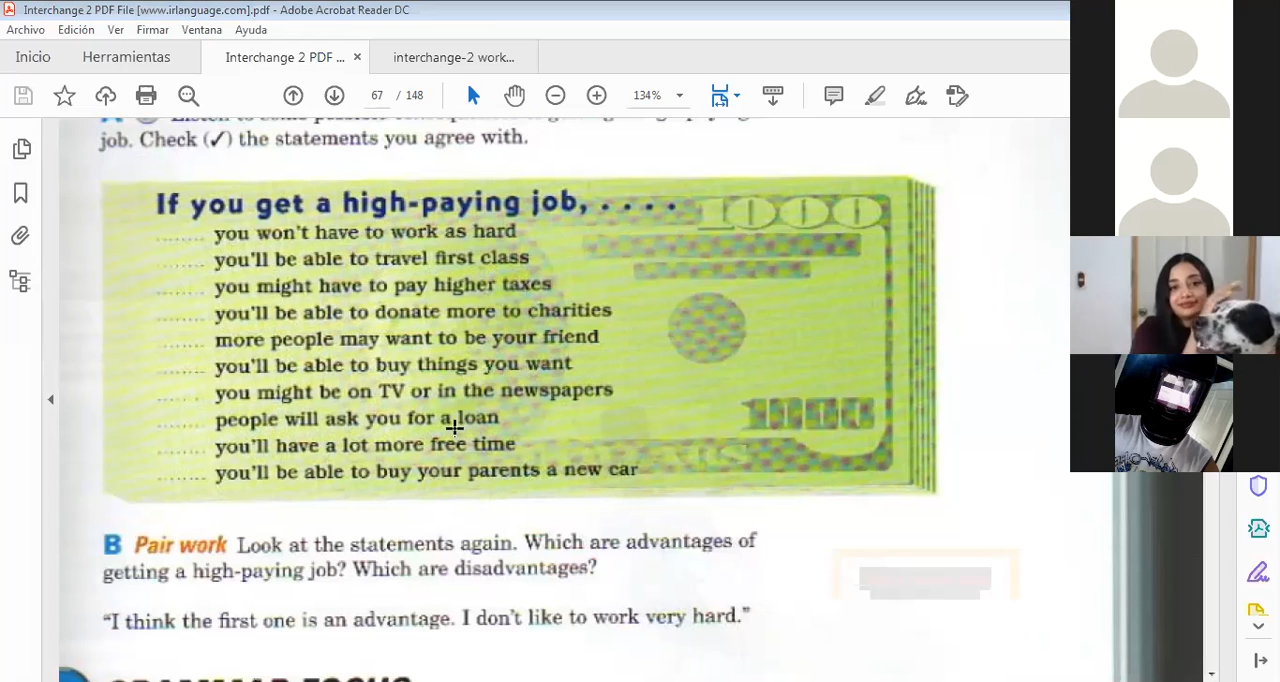 Interchange 2 PDF File [www.irlanguage.com].pdf - Adobe Acrobat Reader DC
Archivo Edición Ver Firmar Ventana Ayuda
Inicio Herramientas Interchange 2 PDF ... × interchange-2 work...
67 / 148 134%
job. Check (✓) the statements you agree with.
If you get a high-paying job, . . . .
1000
........ you won't have to work as hard
........ you'll be able to travel first class
........ you might have to pay higher taxes
........ you'll be able to donate more to charities
........ more people may want to be your friend
........ you'll be able to buy things you want
........ you might be on TV or in the newspapers
........ people will ask you for a loan
1000
........ you'll have a lot more free time
........ you'll be able to buy your parents a new car
B Pair work Look at the statements again. Which are advantages of
getting a high-paying job? Which are disadvantages?
"I think the first one is an advantage. I don't like to work very hard."